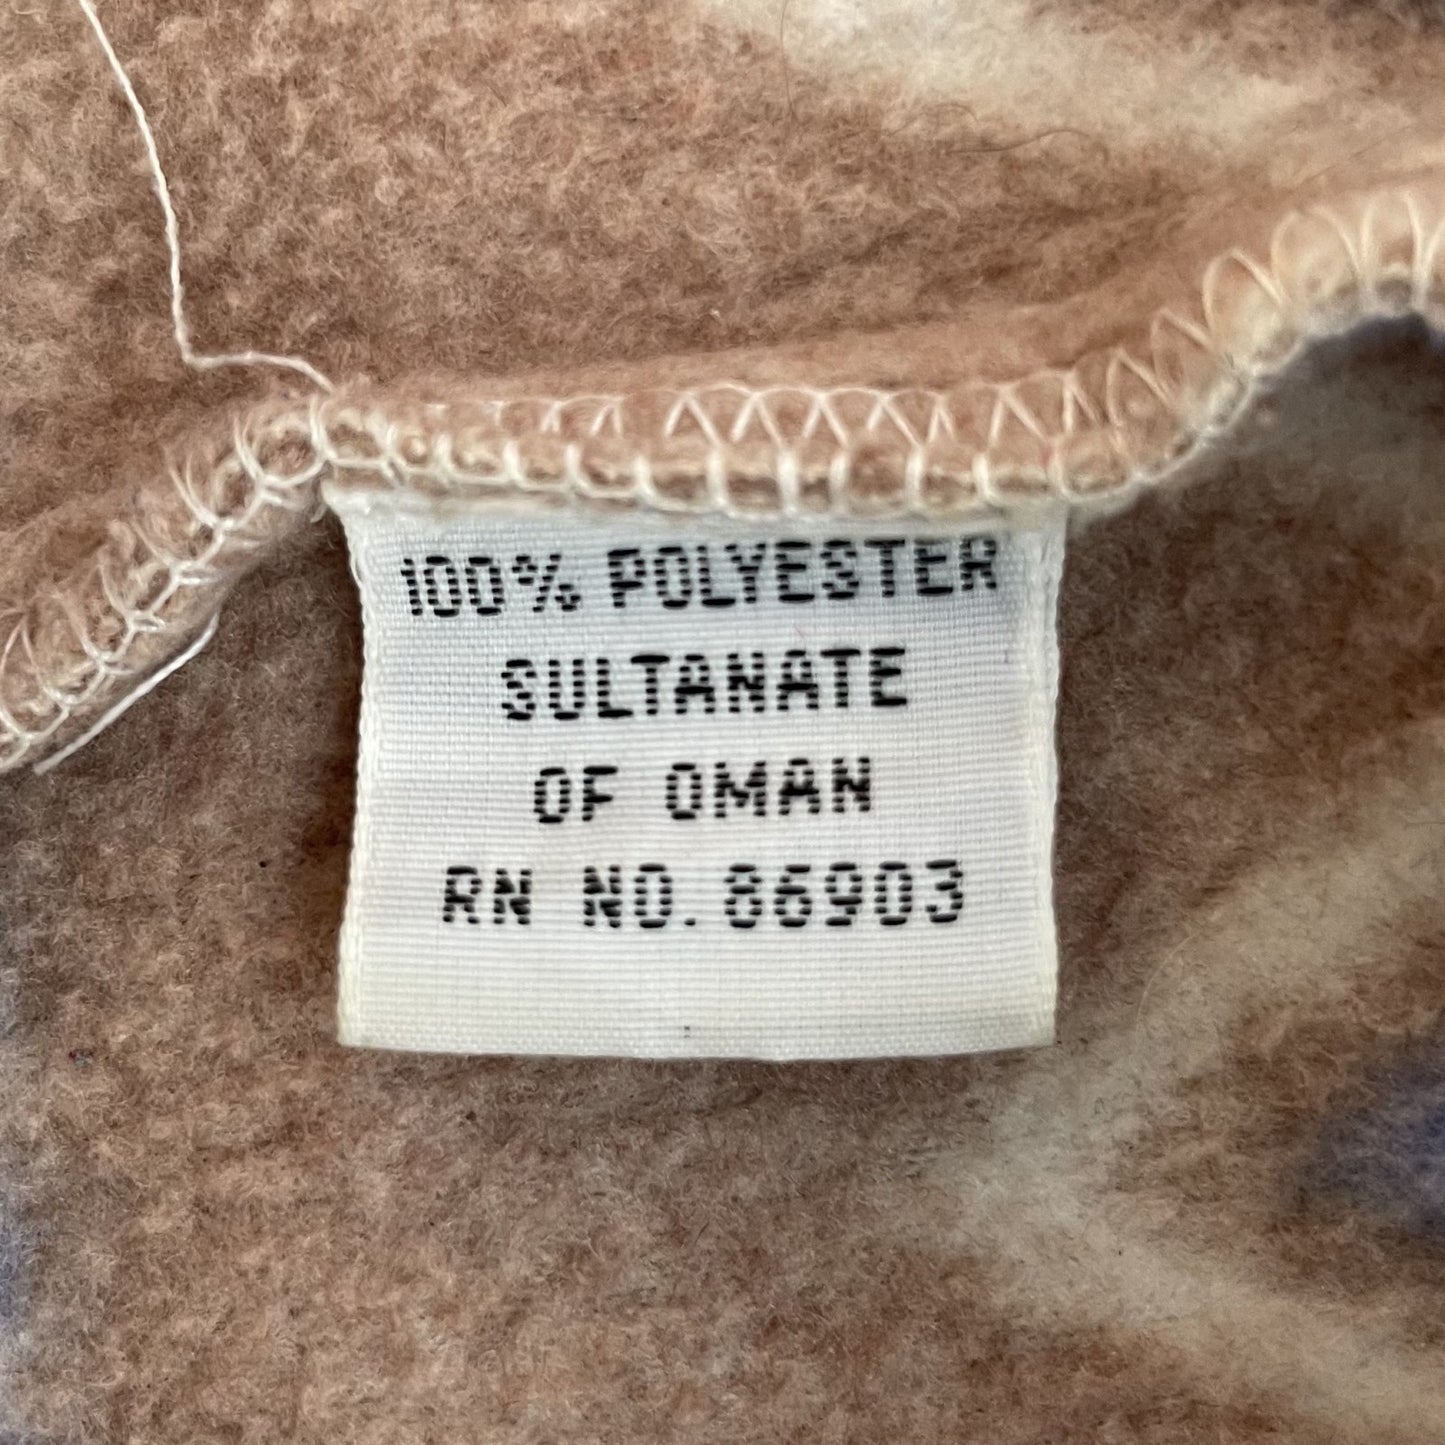 100% POLYESTER
SULTANATE
OF OMAN
RN NO. 86903